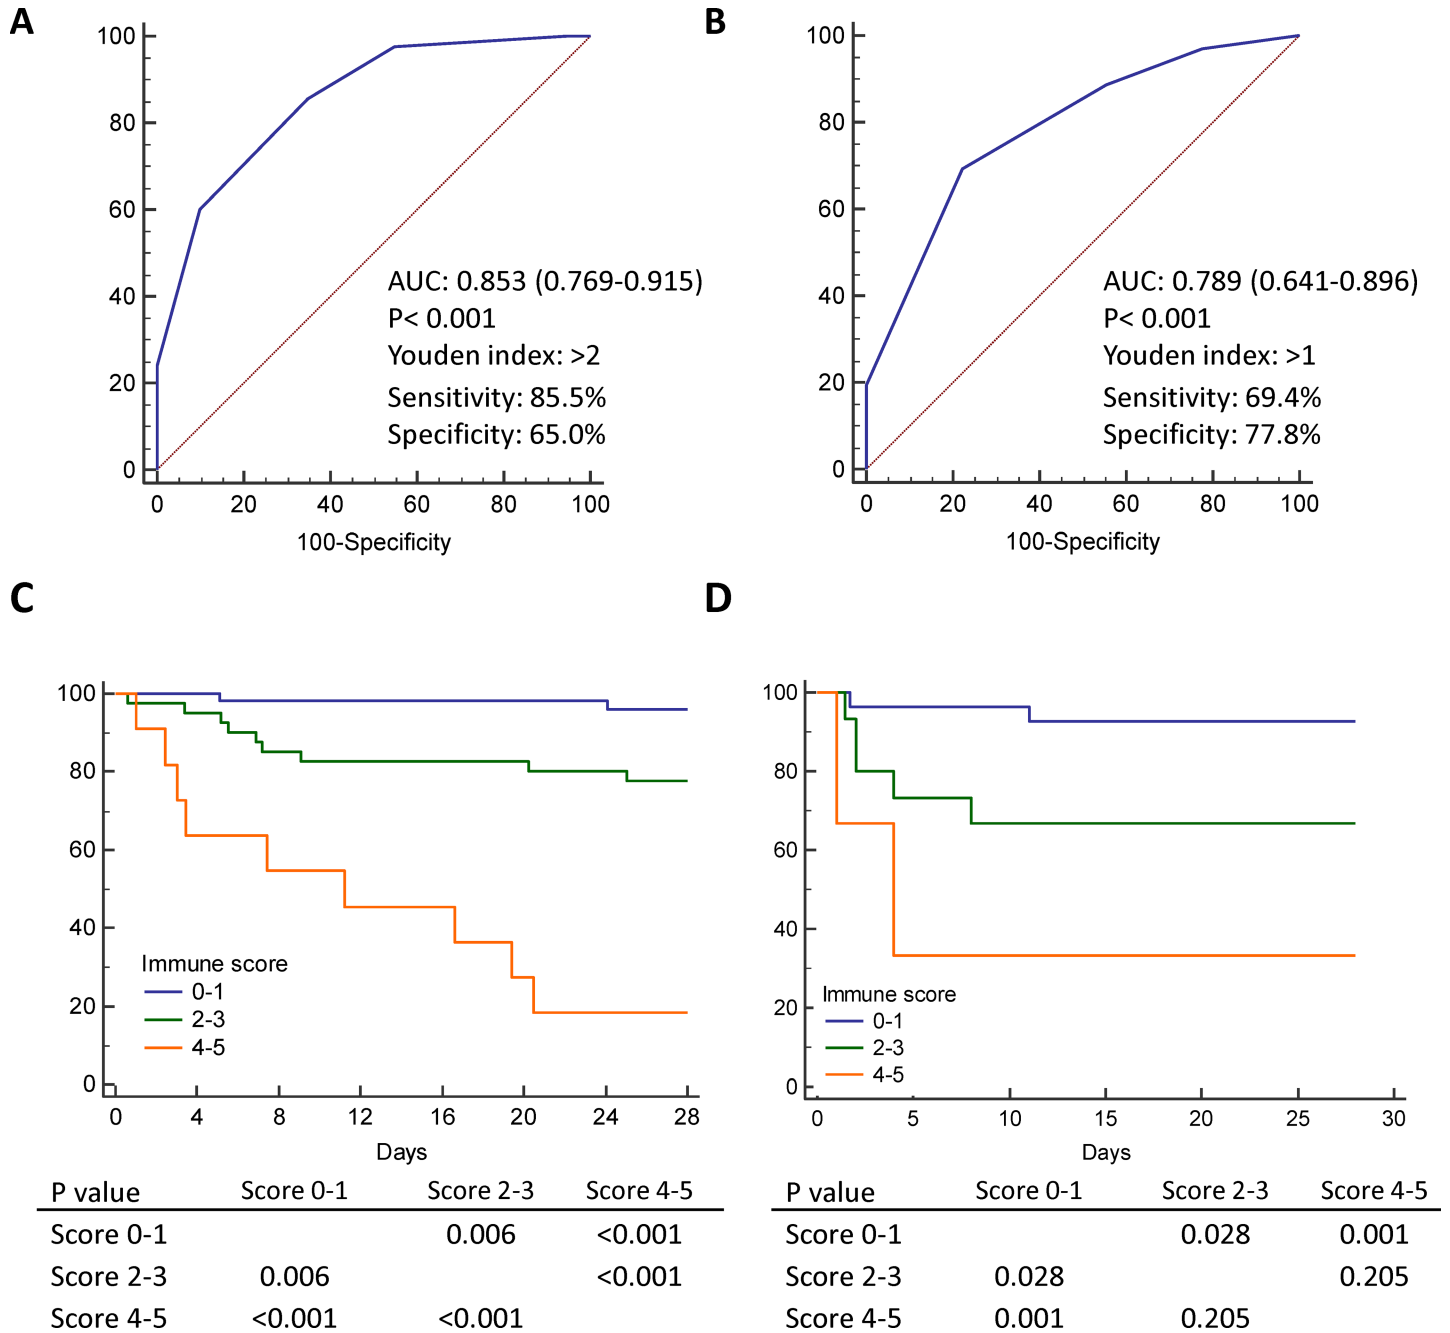 A
B
100
80
60
40
20
0
AUC: 0.853 (0.769-0.915)
P< 0.001
Youden index: >2
Sensitivity: 85.5%
Specificity: 65.0%
0 20 40 60 80 100
100-Specificity
100
80
60
40
20
0
AUC: 0.789 (0.641-0.896)
P< 0.001
Youden index: >1
Sensitivity: 69.4%
Specificity: 77.8%
0 20 40 60 80 100
100-Specificity
C
D
100
80
60
40
20
0
Immune score
0-1
2-3
4-5
0 4 8 12 16 20 24 28
Days
P value Score 0-1 Score 2-3 Score 4-5
Score 0-1 0.006 <0.001
Score 2-3 0.006 <0.001
Score 4-5 <0.001 <0.001
100
80
60
40
20
0
Immune score
0-1
2-3
4-5
0 5 10 15 20 25 30
Days
P value Score 0-1 Score 2-3 Score 4-5
Score 0-1 0.028 0.001
Score 2-3 0.028 0.205
Score 4-5 0.001 0.205